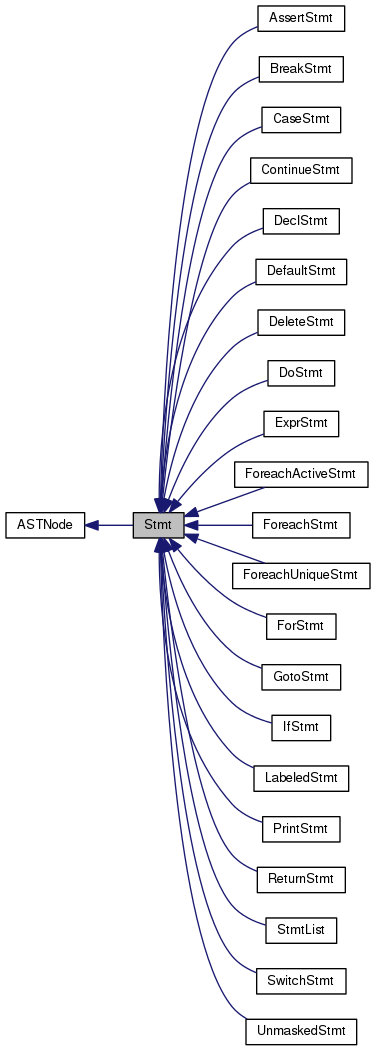 AssertStmt
BreakStmt
CaseStmt
ContinueStmt
DeclStmt
DefaultStmt
DeleteStmt
DoStmt
ExprStmt
ForeachActiveStmt
ASTNode
Stmt
ForeachStmt
ForeachUniqueStmt
ForStmt
GotoStmt
IfStmt
LabeledStmt
PrintStmt
ReturnStmt
StmtList
SwitchStmt
UnmaskedStmt